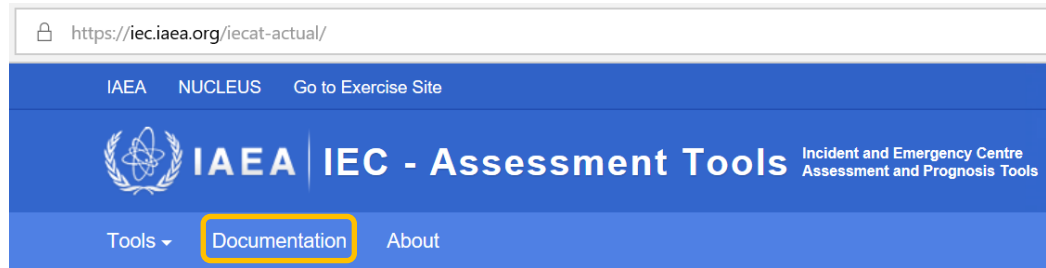 https://iec.iaea.org/iecat-actual/
IAEA NUCLEUS Go to Exercise Site
IAEA IEC - Assessment Tools Incident and Emergency Centre
Assessment and Prognosis Tools
Tools Documentation About